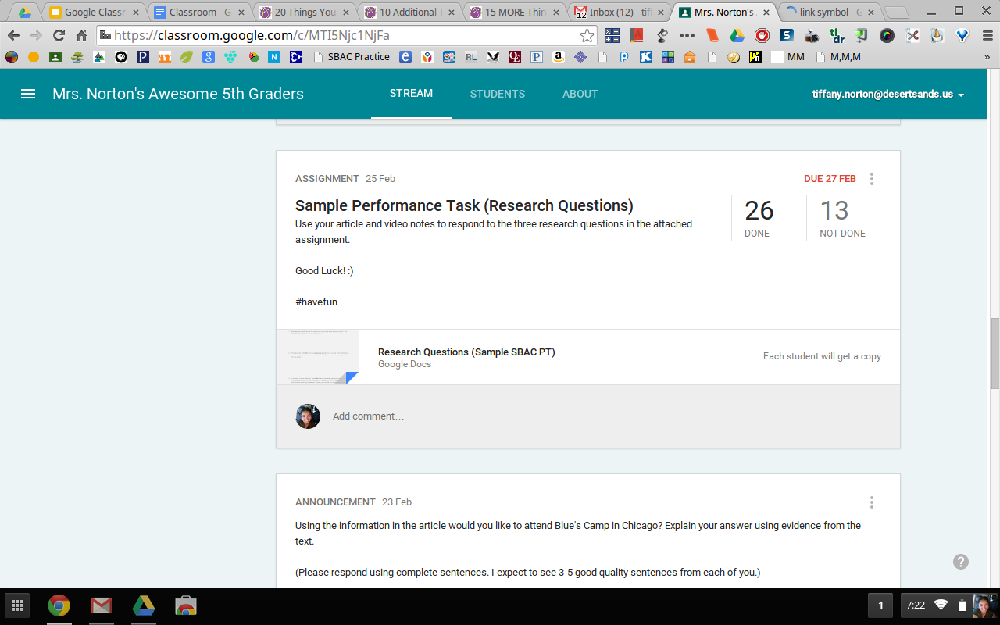 Google Classr
Classroom - G
20 Things You
10 Additional T
15 MORE Thin
12 Inbox (12) - tif
Mrs. Norton's
link symbol - G
https://classroom.google.com/c/MTI5Njc1NjFa
SBAC Practice
RL
MM
M,M,M
»
Mrs. Norton's Awesome 5th Graders
STREAM
STUDENTS
ABOUT
tiffany.norton@desertsands.us
ASSIGNMENT 25 Feb
DUE 27 FEB
Sample Performance Task (Research Questions)
26
DONE
13
NOT DONE
Use your article and video notes to respond to the three research questions in the attached
assignment.
Good Luck! :)
#havefun
Research Questions (Sample SBAC PT)
Google Docs
Each student will get a copy
Add comment…
ANNOUNCEMENT 23 Feb
Using the information in the article would you like to attend Blue's Camp in Chicago? Explain your answer using evidence from the
text.
(Please respond using complete sentences. I expect to see 3-5 good quality sentences from each of you.)
?
1
7:22